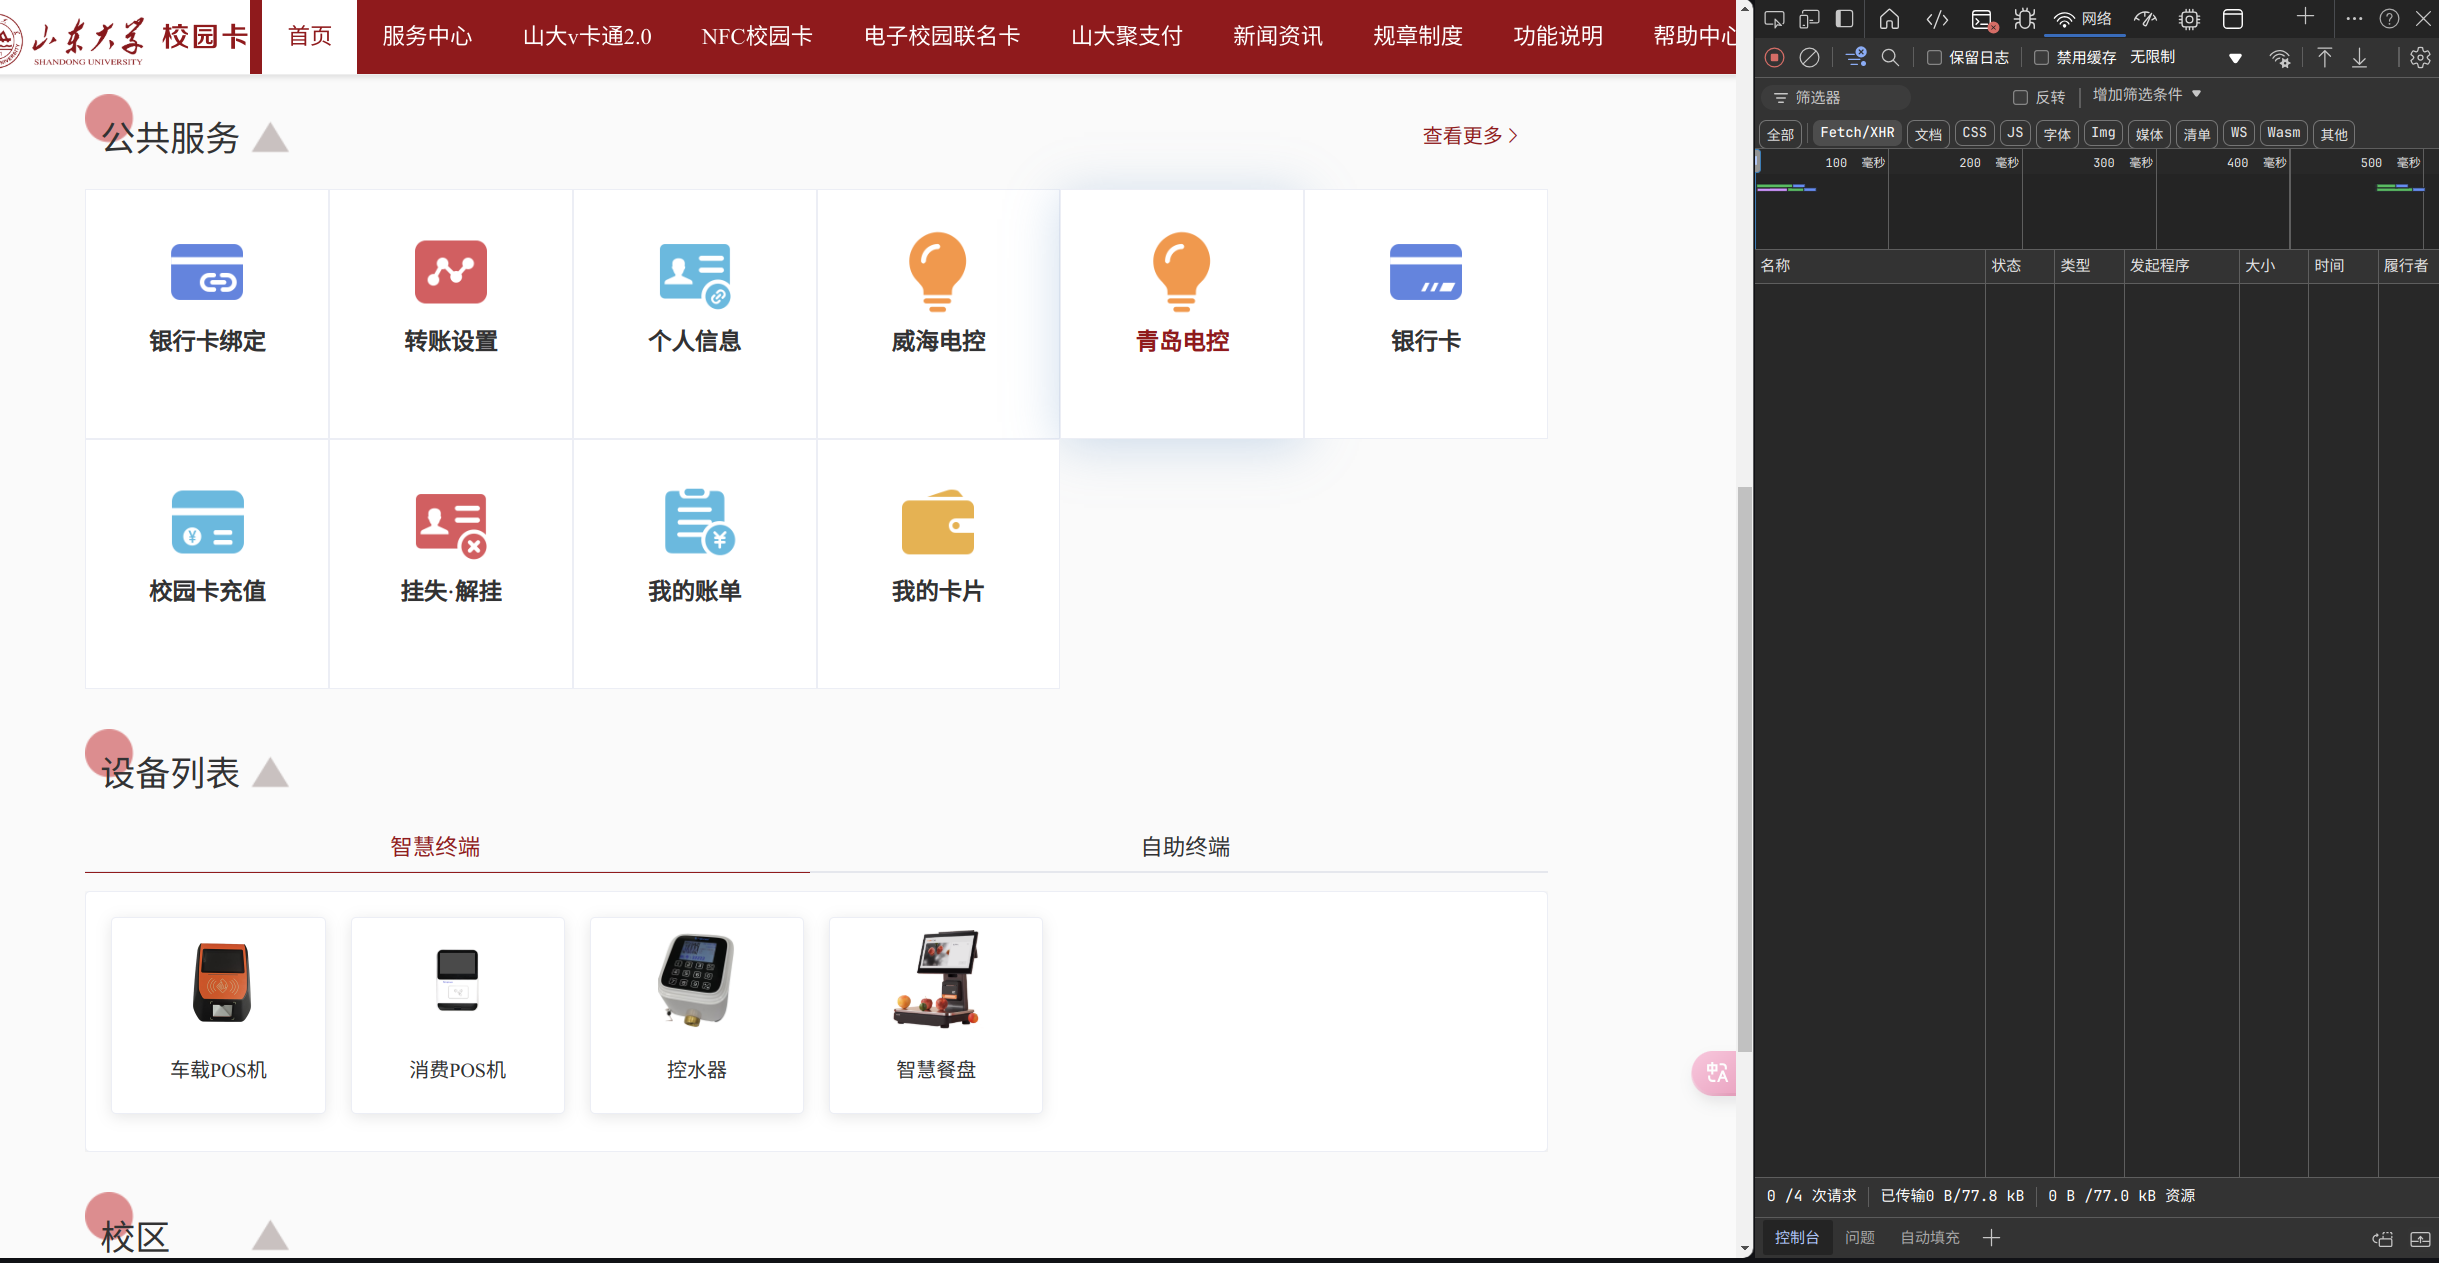 山东大学 校园卡
SHANDONG UNIVERSITY
首页 服务中心 山大v卡通2.0 NFC校园卡 电子校园联名卡 山大聚支付 新闻资讯 规章制度 功能说明 帮助中心
公共服务
查看更多
银行卡绑定 转账设置 个人信息 威海电控 青岛电控 银行卡
校园卡充值 挂失·解挂 我的账单 我的卡片
设备列表
智慧终端 自助终端
车载POS机 消费POS机 控水器 智慧餐盘
校区
网络
保留日志 禁用缓存 无限制
筛选器 反转 增加筛选条件
全部 Fetch/XHR 文档 CSS JS 字体 Img 媒体 清单 WS Wasm 其他
100 毫秒 200 毫秒 300 毫秒 400 毫秒 500 毫秒
名称 状态 类型 发起程序 大小 时间 履行者
0 /4 次请求 已传输0 B/77.8 kB 0 B /77.0 kB 资源
控制台 问题 自动填充